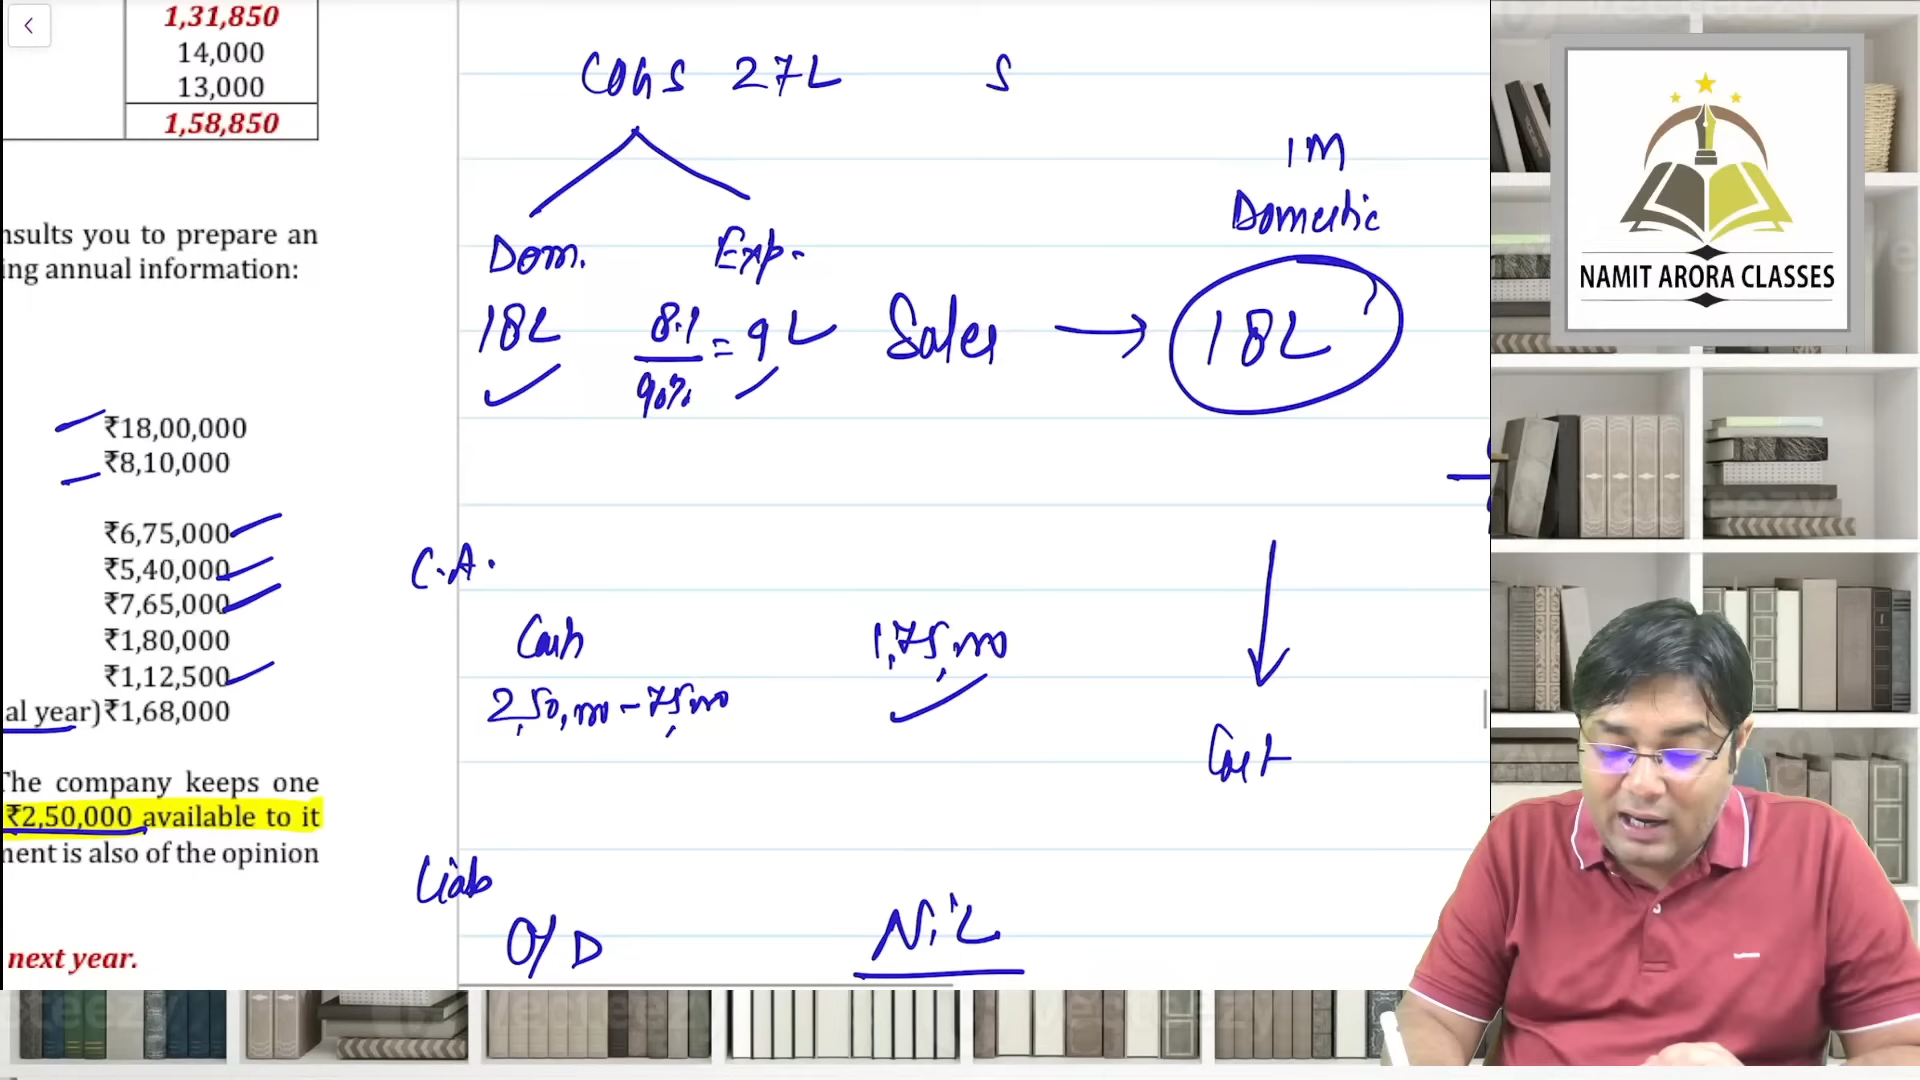 1,31,850
14,000
13,000
1,58,850
nsults you to prepare an
ing annual information:
₹18,00,000
₹8,10,000
₹6,75,000
₹5,40,000
₹7,65,000
₹1,80,000
₹1,12,500
al year) ₹1,68,000
The company keeps one
₹2,50,000 available to it
nent is also of the opinion
next year.
COGS 27L S
Dom. Exp.
18L 8.1 = 9L
90%
Sales → 18L
1M
Domestic
C.A.
Cash 1,75,000
2,50,000 - 75,000
Cost
Liab
O/D NiL
NAMIT ARORA CLASSES